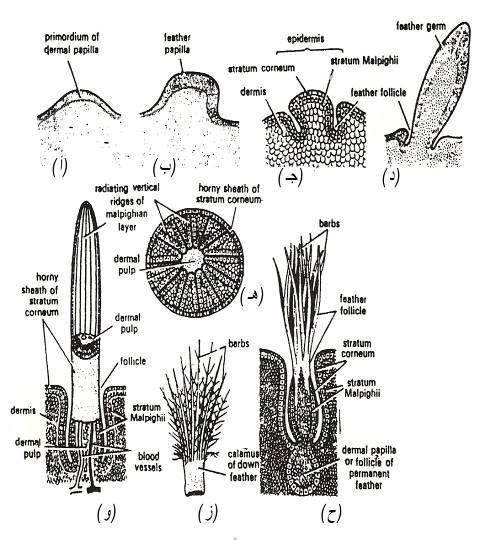 primordium of
dermal papilla
(أ)
feather
papilla
(ب)
epidermis
stratum corneum
stratum Malpighii
dermis
feather follicle
(جـ)
feather germ
(د)
radiating vertical
ridges of
malpighian
layer
horny sheath of
stratum corneum
dermal
pulp
(هـ)
horny
sheath of
stratum
corneum
dermal
pulp
follicle
dermis
stratum
Malpighii
dermal
pulp
blood
vessels
(و)
barbs
calamus
of down
feather
(ز)
barbs
feather
follicle
stratum
corneum
stratum
Malpighii
dermal papilla
or follicle of
permanent
feather
(ح)